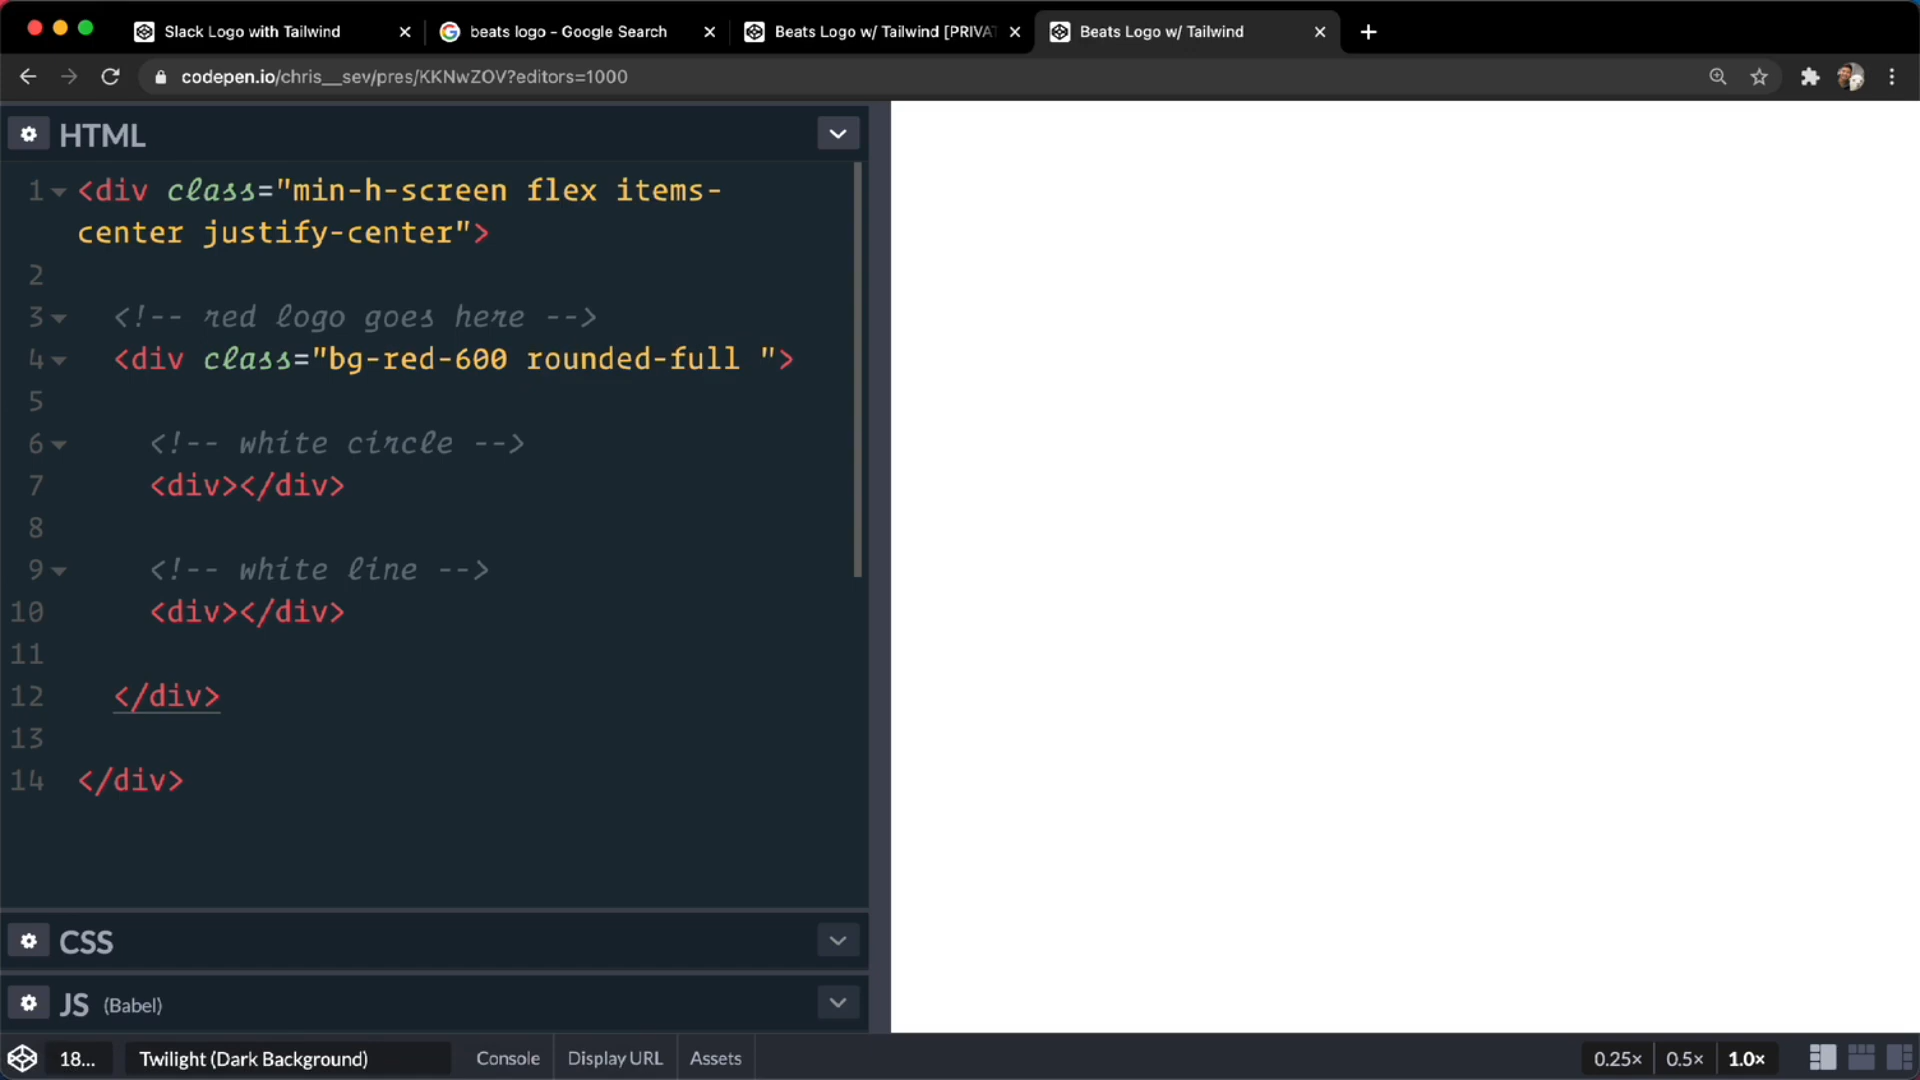 Slack Logo with Tailwind
beats logo - Google Search
Beats Logo w/ Tailwind [PRIVAT
Beats Logo w/ Tailwind
codepen.io/chris__sev/pres/KKNwZOV?editors=1000
HTML
1 <div class="min-h-screen flex items-
center justify-center">
2
3 <!-- red logo goes here -->
4 <div class="bg-red-600 rounded-full ">
5
6 <!-- white circle -->
7 <div></div>
8
9 <!-- white line -->
10 <div></div>
11
12 </div>
13
14 </div>
CSS
JS (Babel)
18... Twilight (Dark Background) Console Display URL Assets 0.25× 0.5× 1.0×